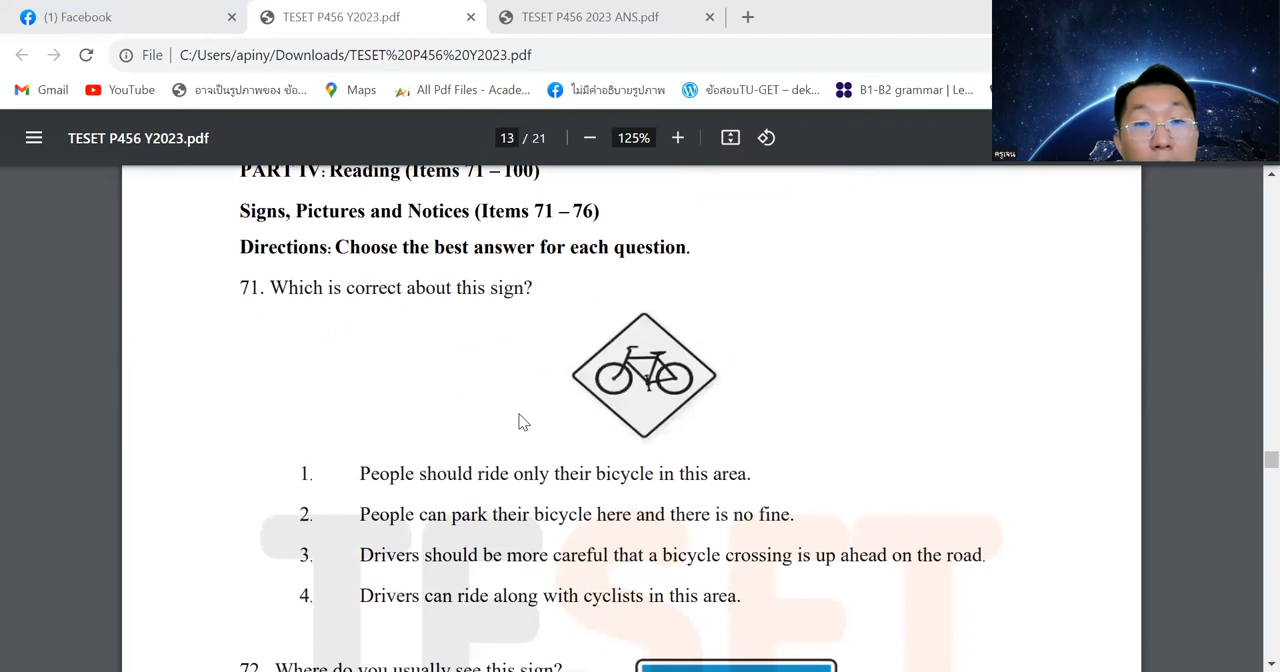 (1) Facebook
TESET P456 Y2023.pdf
TESET P456 2023 ANS.pdf
File
C:/Users/apiny/Downloads/TESET%20P456%20Y2023.pdf
Gmail
YouTube
อาจเป็นรูปภาพของ ข้อ...
Maps
All Pdf Files - Acade...
ไม่มีคำอธิบายรูปภาพ
ข้อสอบTU-GET – dek...
B1-B2 grammar | Le...
ครูเจน
TESET P456 Y2023.pdf
13 / 21
125%
PART IV: Reading (Items 71 – 100)
Signs, Pictures and Notices (Items 71 – 76)
Directions: Choose the best answer for each question.
71. Which is correct about this sign?
1. People should ride only their bicycle in this area.
2. People can park their bicycle here and there is no fine.
3. Drivers should be more careful that a bicycle crossing is up ahead on the road.
4. Drivers can ride along with cyclists in this area.
TESET
72. Where do you usually see this sign?